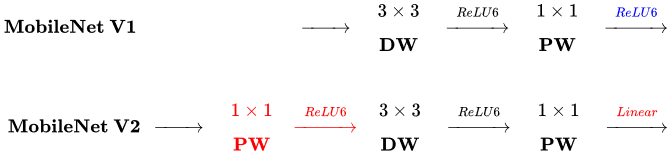 3 × 3 ReLU6 1 × 1 ReLU6
MobileNet V1
DW PW
1 × 1 ReLU6 3 × 3 ReLU6 1 × 1 Linear
MobileNet V2
PW DW PW